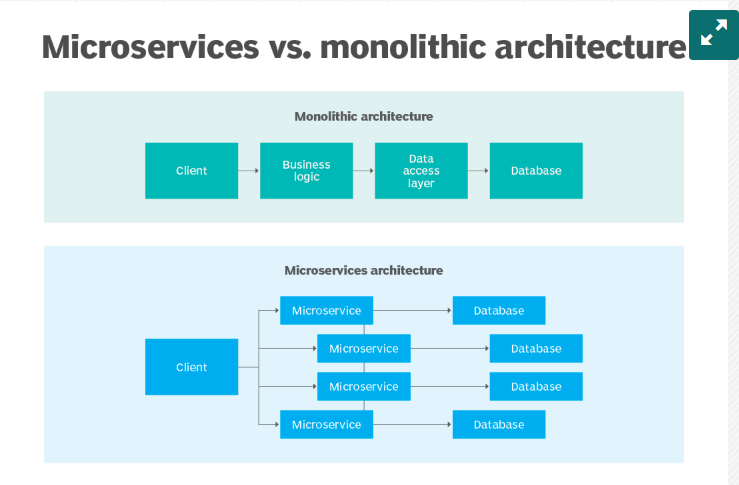 Microservices vs. monolithic architecture
Monolithic architecture
Client
Business
logic
Data
access
layer
Database
Microservices architecture
Client
Microservice
Database
Microservice
Database
Microservice
Database
Microservice
Database